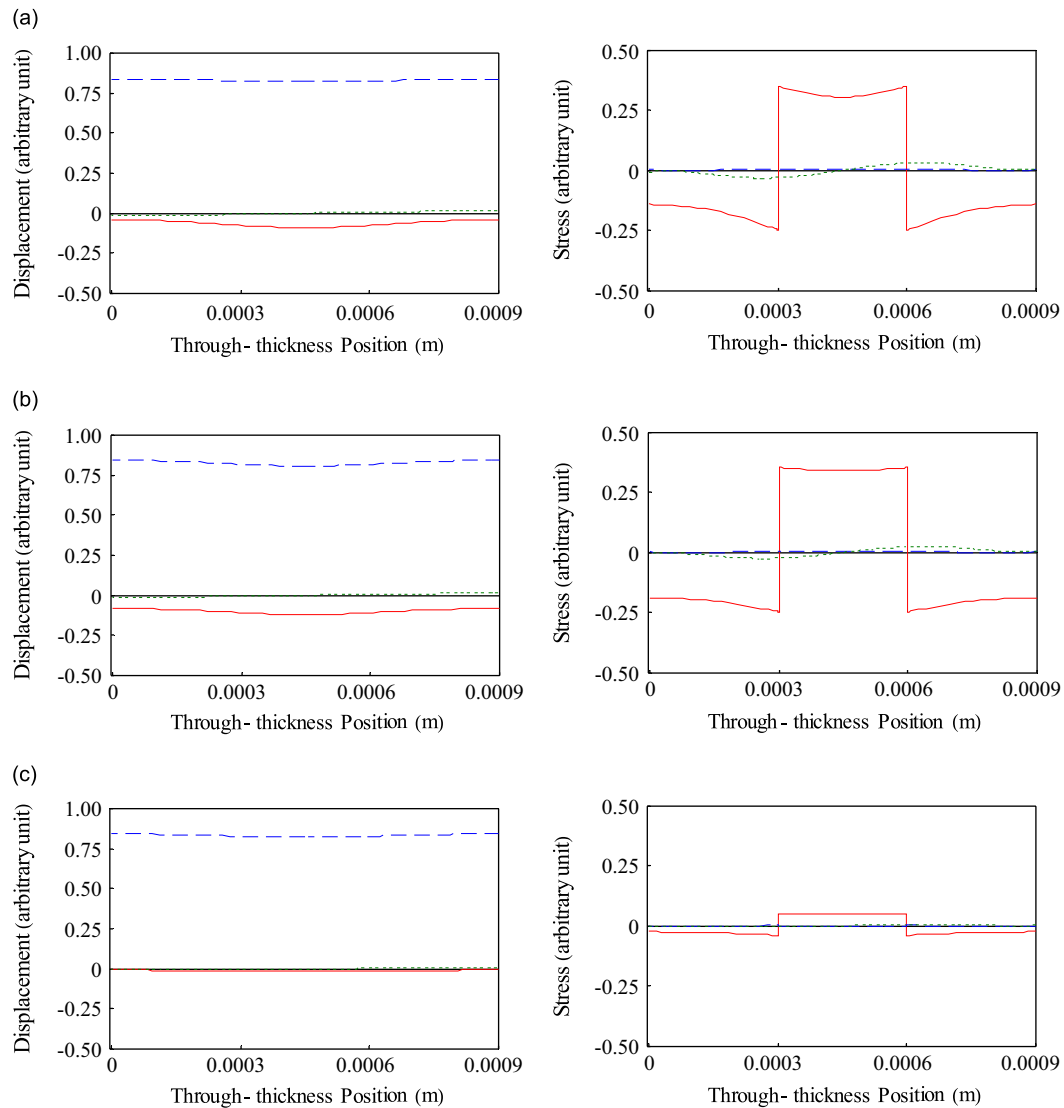 (a)
Displacement (arbitrary unit)
1.00
0.75
0.50
0.25
0
-0.25
-0.50
0 0.0003 0.0006 0.0009
Through- thickness Position (m)
Stress (arbitrary unit)
0.50
0.25
0
-0.25
-0.50
0 0.0003 0.0006 0.0009
Through- thickness Position (m)
(b)
Displacement (arbitrary unit)
1.00
0.75
0.50
0.25
0
-0.25
-0.50
0 0.0003 0.0006 0.0009
Through- thickness Position (m)
Stress (arbitrary unit)
0.50
0.25
0
-0.25
-0.50
0 0.0003 0.0006 0.0009
Through- thickness Position (m)
(c)
Displacement (arbitrary unit)
1.00
0.75
0.50
0.25
0
-0.25
-0.50
0 0.0003 0.0006 0.0009
Through- thickness Position (m)
Stress (arbitrary unit)
0.50
0.25
0
-0.25
-0.50
0 0.0003 0.0006 0.0009
Through- thickness Position (m)